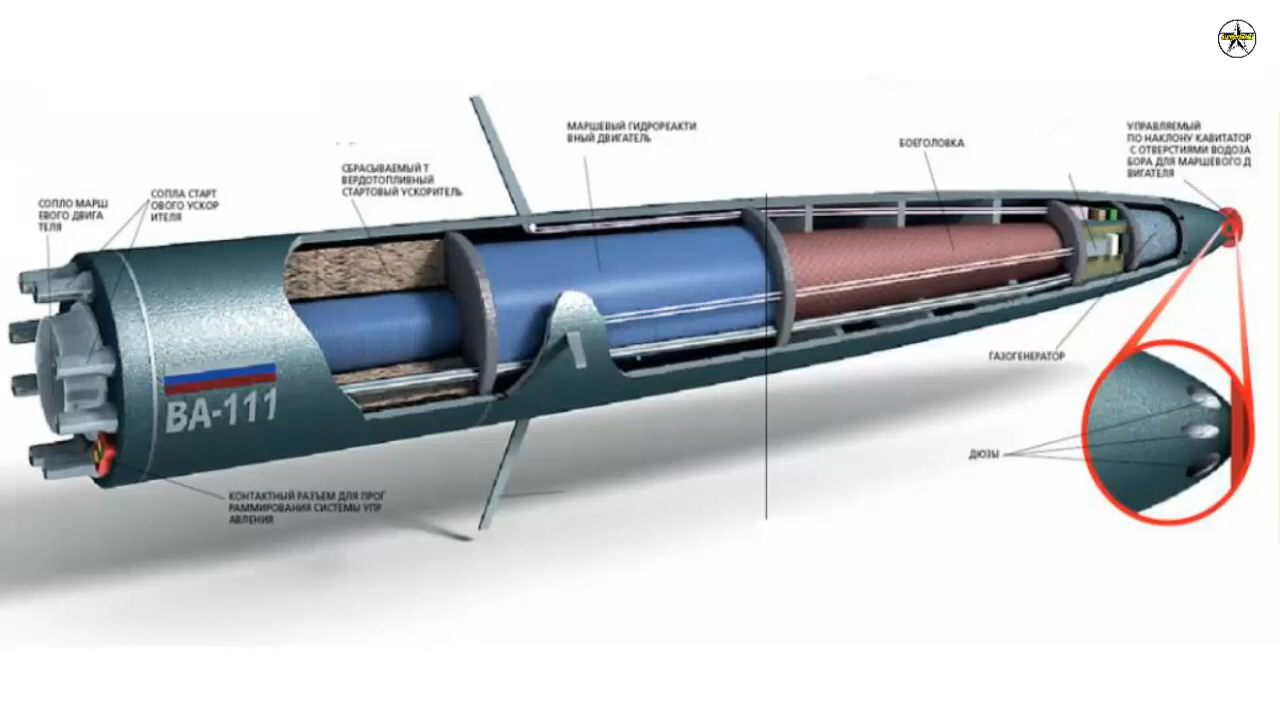 СОПЛО МАРШ
ЕВОГО ДВИГА
ТЕЛЯ
СОПЛА СТАРТ
ОВОГО УСКОР
ИТЕЛЯ
СБРАСЫВАЕМЫЙ Т
ВЕРДОТОПЛИВНЫЙ
СТАРТОВЫЙ УСКОРИТЕЛЬ
МАРШЕВЫЙ ГИДРОРЕАКТИ
ВНЫЙ ДВИГАТЕЛЬ
БОЕГОЛОВКА
УПРАВЛЯЕМЫЙ
ПО НАКЛОНУ КАВИТАТОР
С ОТВЕРСТИЯМИ ВОДОЗА
БОРА ДЛЯ МАРШЕВОГО Д
ВИГАТЕЛЯ
ГАЗОГЕНЕРАТОР
ВА-111
ДЮЗЫ
КОНТАКТНЫЙ РАЗЪЕМ ДЛЯ ПРОГ
РАММИРОВАНИЯ СИСТЕМЫ УПР
АВЛЕНИЯ